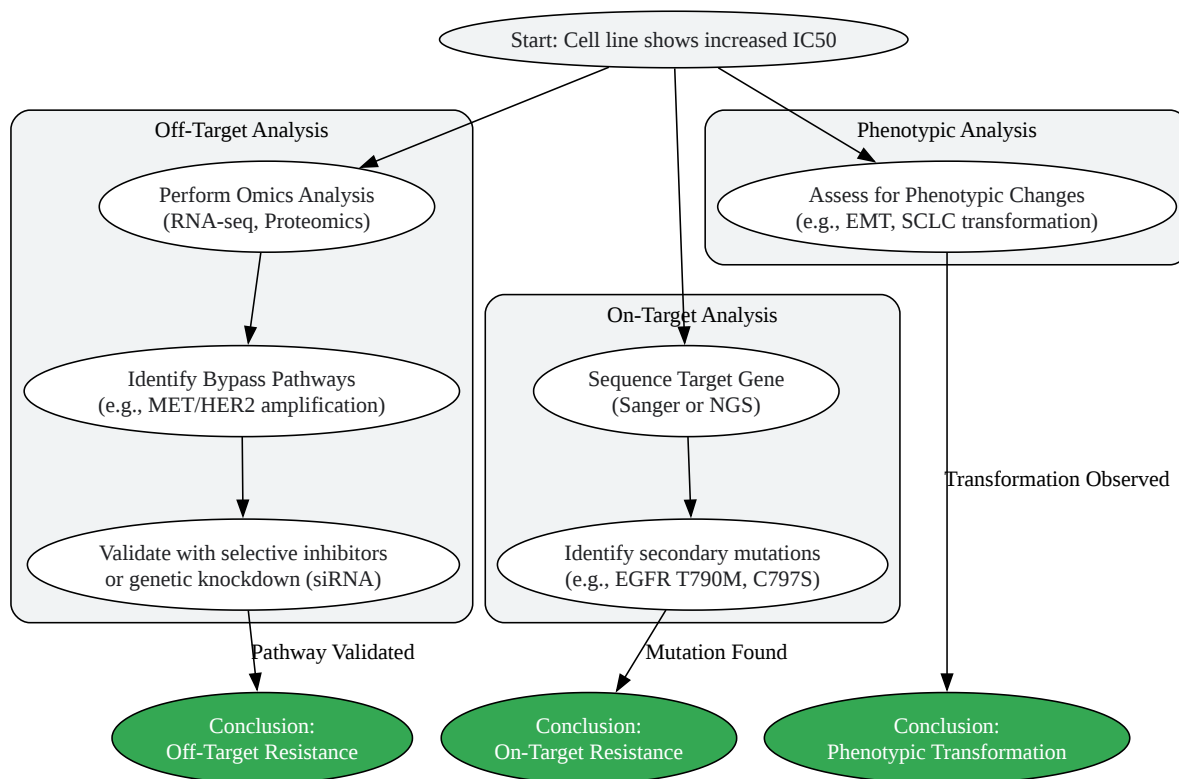 Start: Cell line shows increased IC50
Off-Target Analysis
Perform Omics Analysis
(RNA-seq, Proteomics)
Identify Bypass Pathways
(e.g., MET/HER2 amplification)
Validate with selective inhibitors
or genetic knockdown (siRNA)
Pathway Validated
Conclusion:
Off-Target Resistance
On-Target Analysis
Sequence Target Gene
(Sanger or NGS)
Identify secondary mutations
(e.g., EGFR T790M, C797S)
Mutation Found
Conclusion:
On-Target Resistance
Phenotypic Analysis
Assess for Phenotypic Changes
(e.g., EMT, SCLC transformation)
Transformation Observed
Conclusion:
Phenotypic Transformation